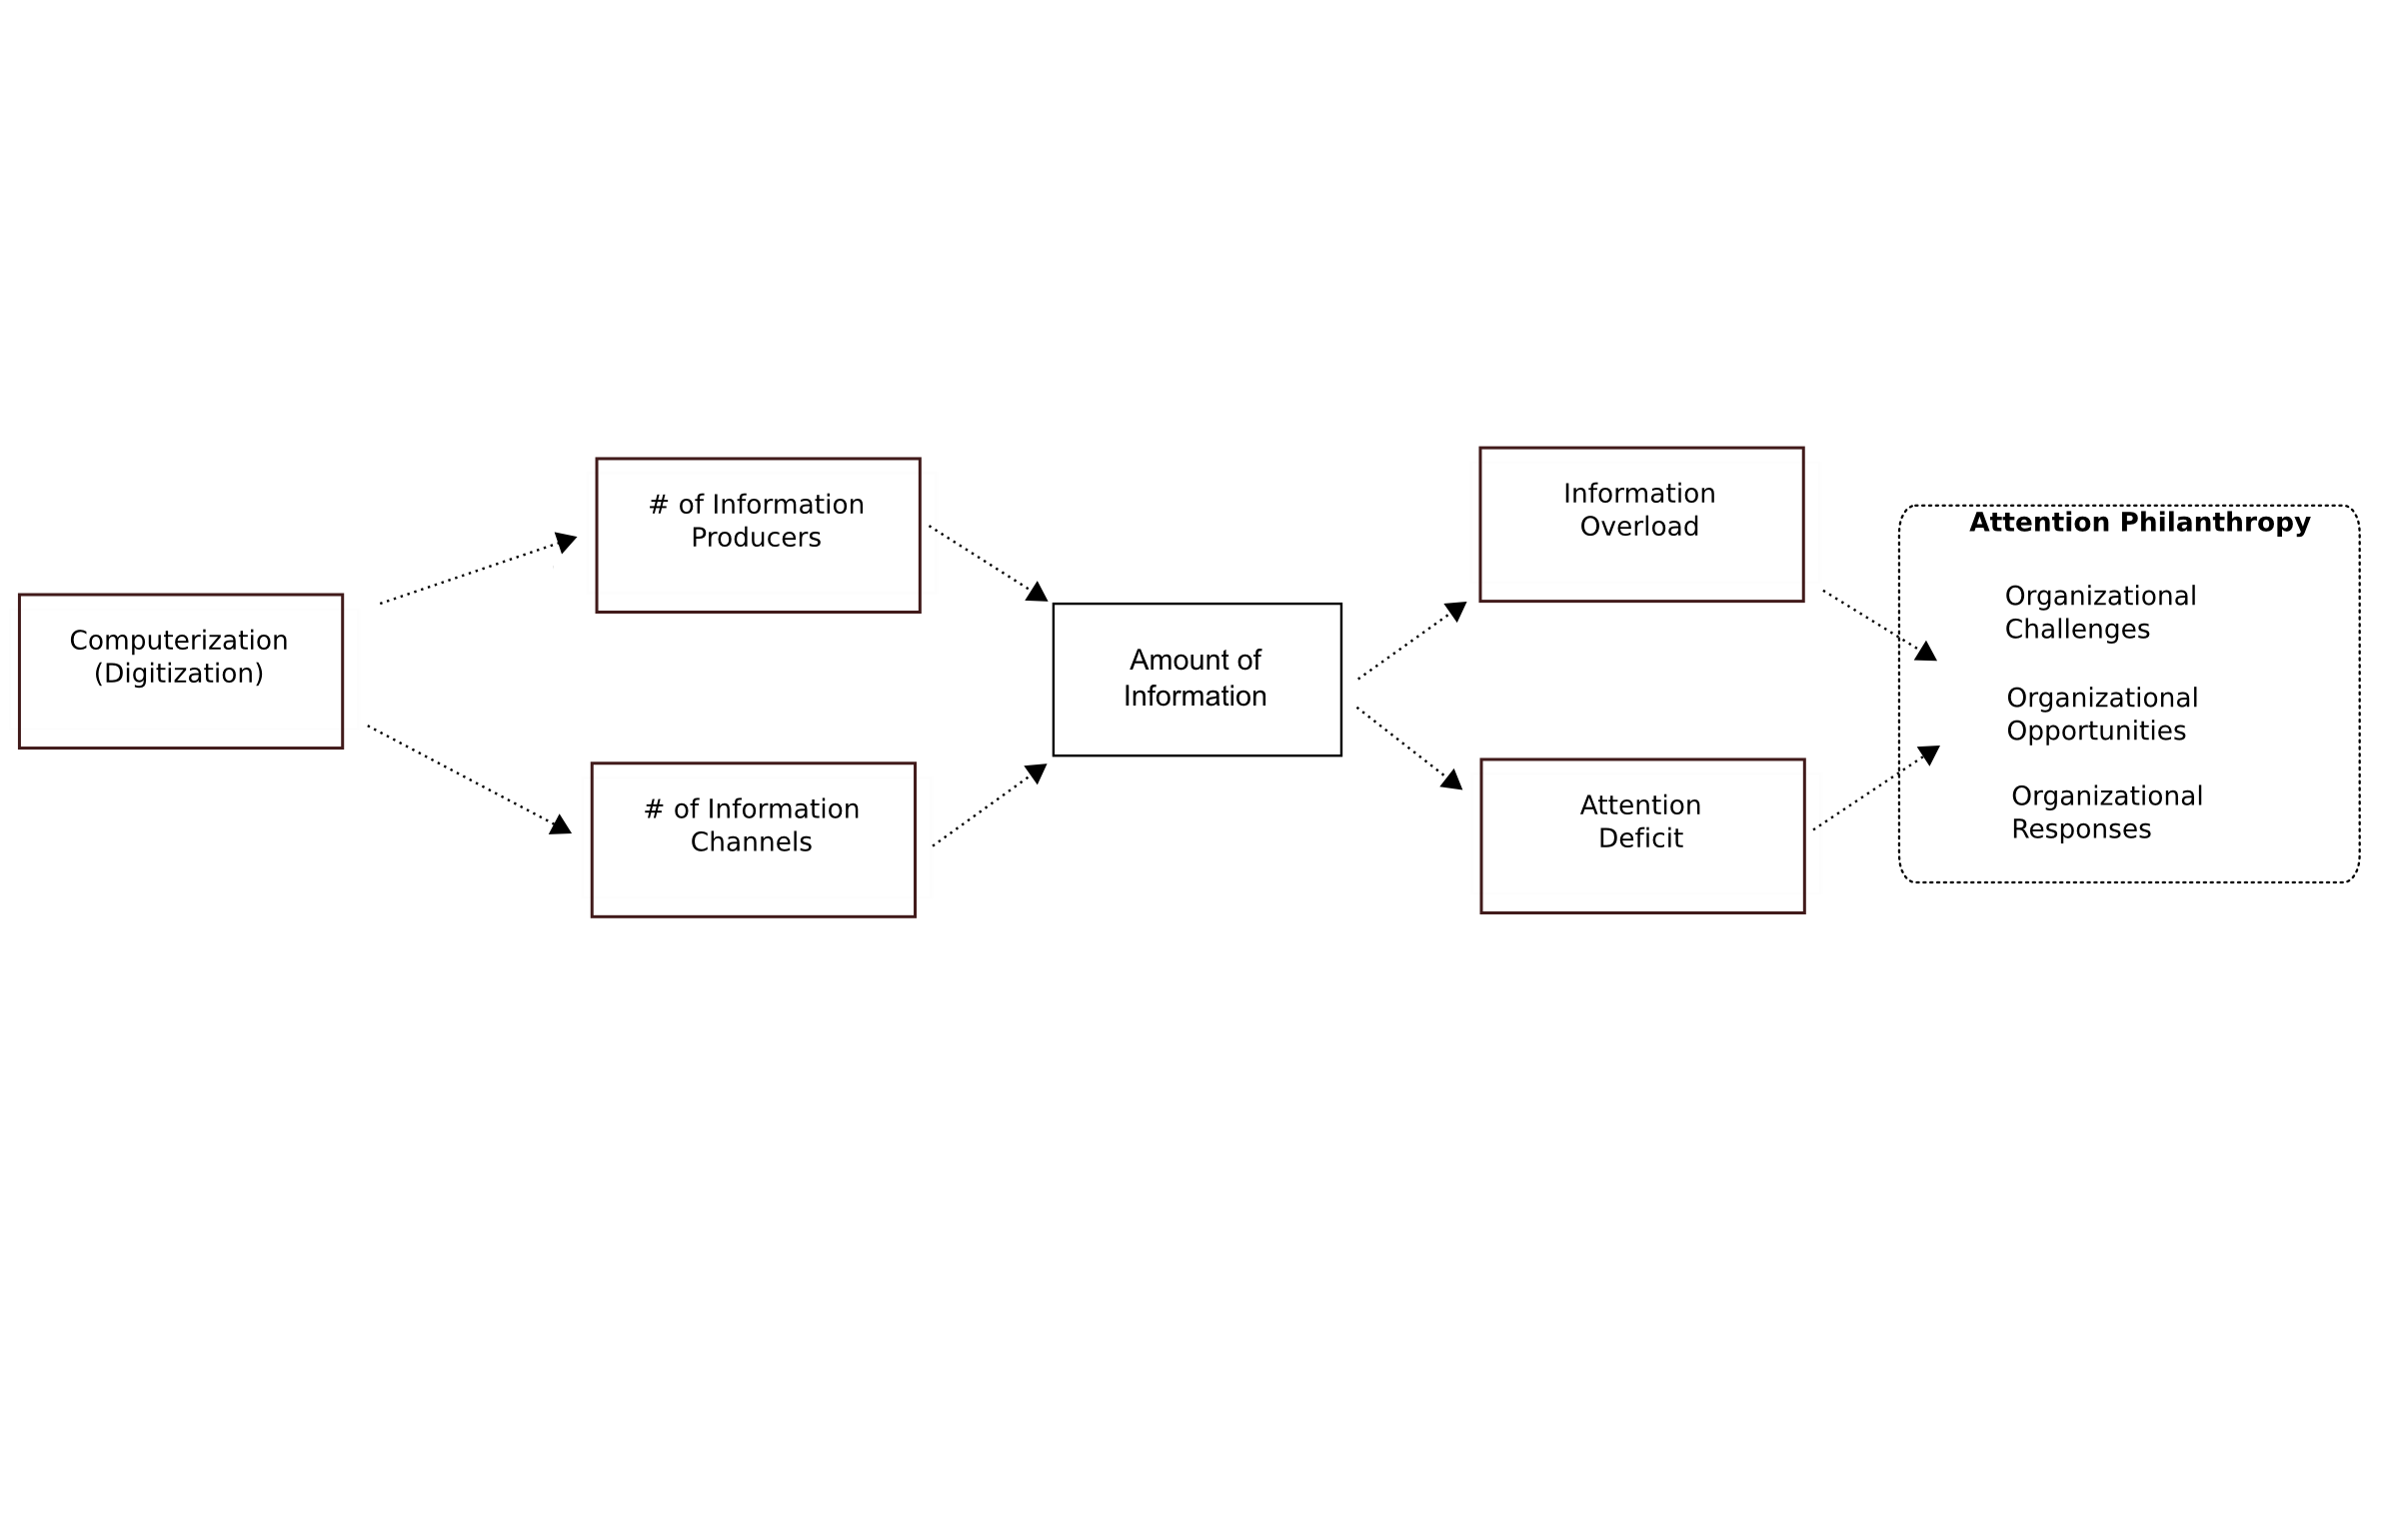 Computerization
(Digitization)
# of Information
Producers
# of Information
Channels
Amount of
Information
Information
Overload
Attention
Deficit
Attention Philanthropy
Organizational
Challenges
Organizational
Opportunities
Organizational
Responses